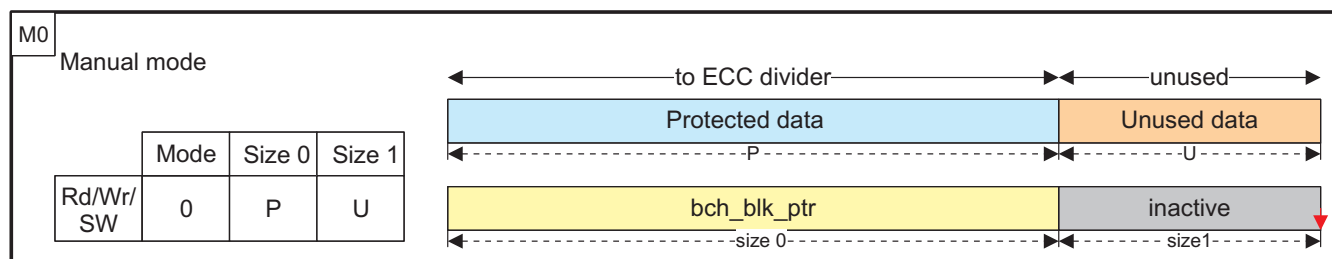 M0
Manual mode
to ECC divider
unused
Protected data
Unused data
P
U
Mode
Size 0
Size 1
Rd/Wr/
SW
0
P
U
bch_blk_ptr
inactive
size 0
size1